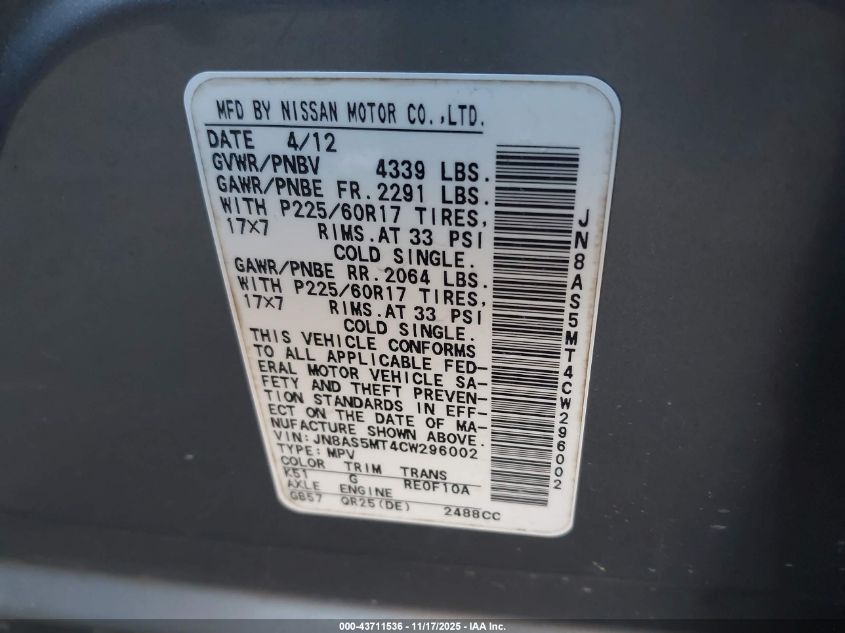 MFD BY NISSAN MOTOR CO.,LTD.
DATE 4/12
GVWR/PNBV 4339 LBS.
GAWR/PNBE FR.2291 LBS.
WITH P225/60R17 TIRES,
17X7 RIMS.AT 33 PSI
COLD SINGLE.
GAWR/PNBE RR.2064 LBS.
WITH P225/60R17 TIRES,
17X7 RIMS.AT 33 PSI
COLD SINGLE.
THIS VEHICLE CONFORMS
TO ALL APPLICABLE FED-
ERAL MOTOR VEHICLE SA-
FETY AND THEFT PREVEN-
TION STANDARDS IN EFF-
ECT ON THE DATE OF MA-
NUFACTURE SHOWN ABOVE.
VIN:JN8AS5MT4CW296002
TYPE:MPV
COLOR TRIM TRANS
K51 G RE0F10A
AXLE ENGINE
GB57 QR25(DE) 2488CC
JN8AS5MT4CW296002
000-43711536 - 11/17/2025 - IAA Inc.